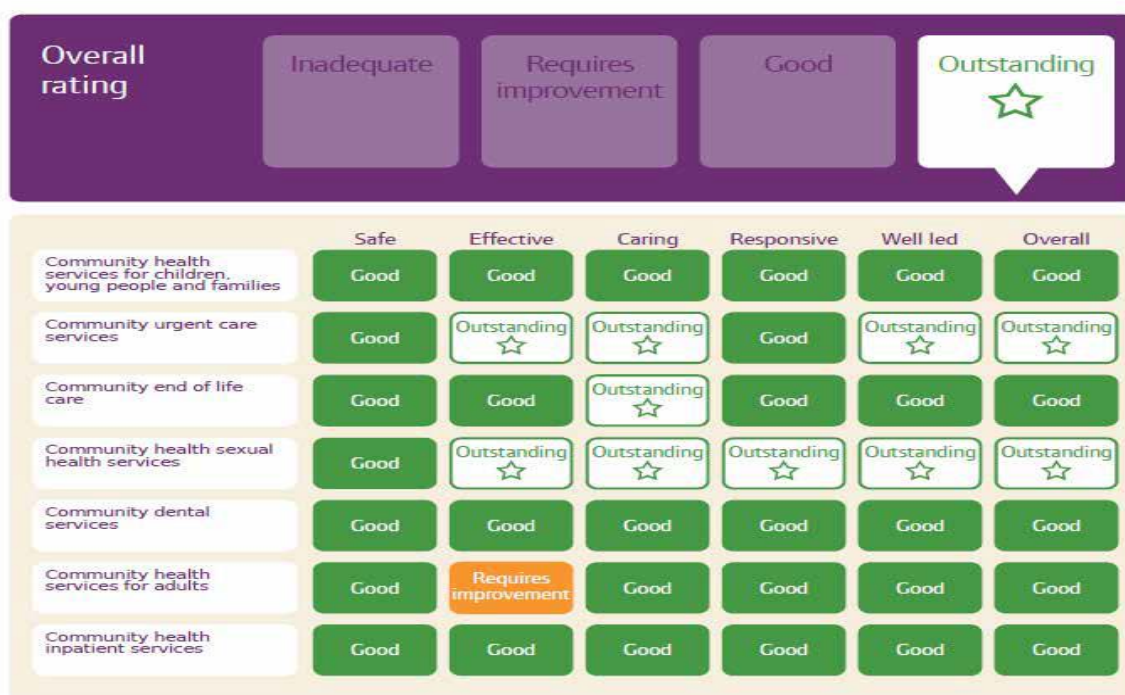 Overall
rating
Inadequate
Requires
improvement
Good
Outstanding
Safe Effective Caring Responsive Well led Overall
Community health
services for children,
young people and families
Good Good Good Good Good Good
Community urgent care
services
Good Outstanding Outstanding Good Outstanding Outstanding
Community end of life
care
Good Good Outstanding Good Good Good
Community health sexual
health services
Good Outstanding Outstanding Outstanding Outstanding Outstanding
Community dental
services
Good Good Good Good Good Good
Community health
services for adults
Good Requires
improvement Good Good Good Good
Community health
inpatient services
Good Good Good Good Good Good